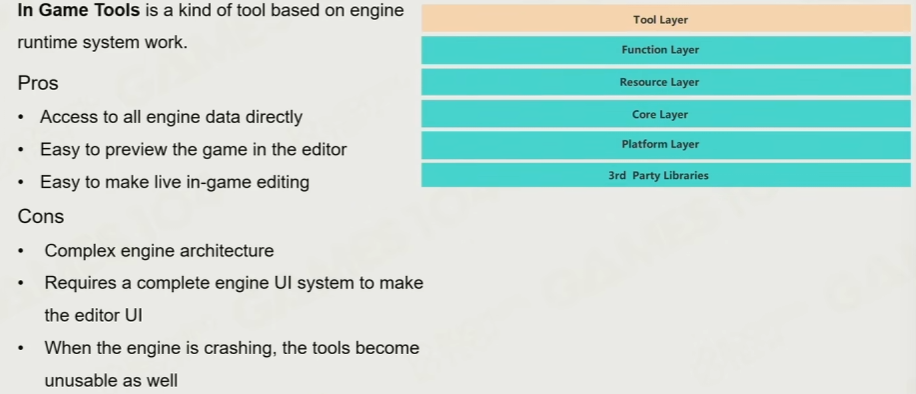 In Game Tools is a kind of tool based on engine
runtime system work.
Pros
• Access to all engine data directly
• Easy to preview the game in the editor
• Easy to make live in-game editing
Cons
• Complex engine architecture
• Requires a complete engine UI system to make
the editor UI
• When the engine is crashing, the tools become
unusable as well
Tool Layer
Function Layer
Resource Layer
Core Layer
Platform Layer
3rd Party Libraries